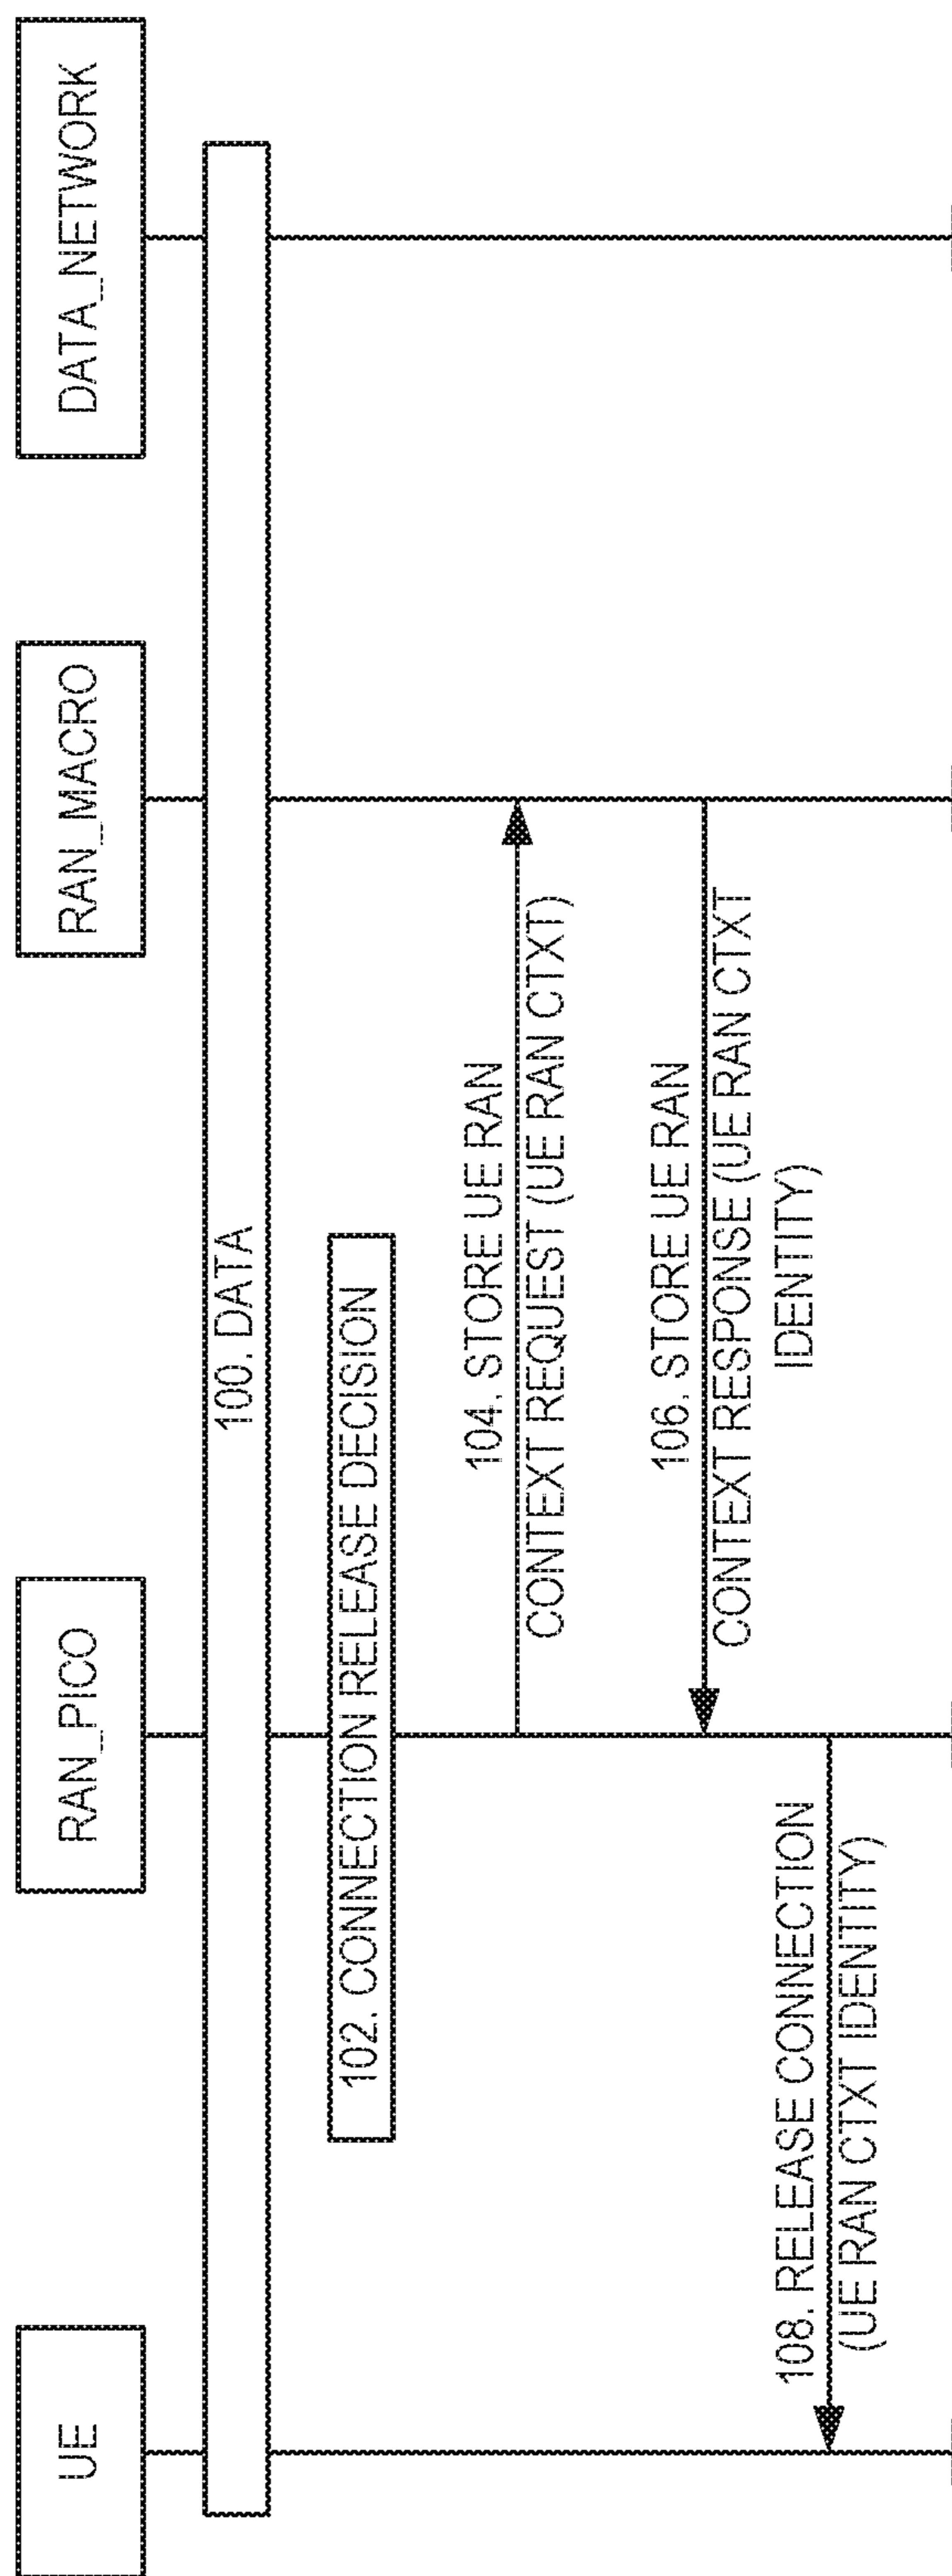 UE
RAN_PICO
RAN_MACRO
DATA_NETWORK
100. DATA
102. CONNECTION RELEASE DECISION
104. STORE UE RAN
CONTEXT REQUEST (UE RAN CTXT)
106. STORE UE RAN
CONTEXT RESPONSE (UE RAN CTXT
IDENTITY)
108. RELEASE CONNECTION
(UE RAN CTXT IDENTITY)